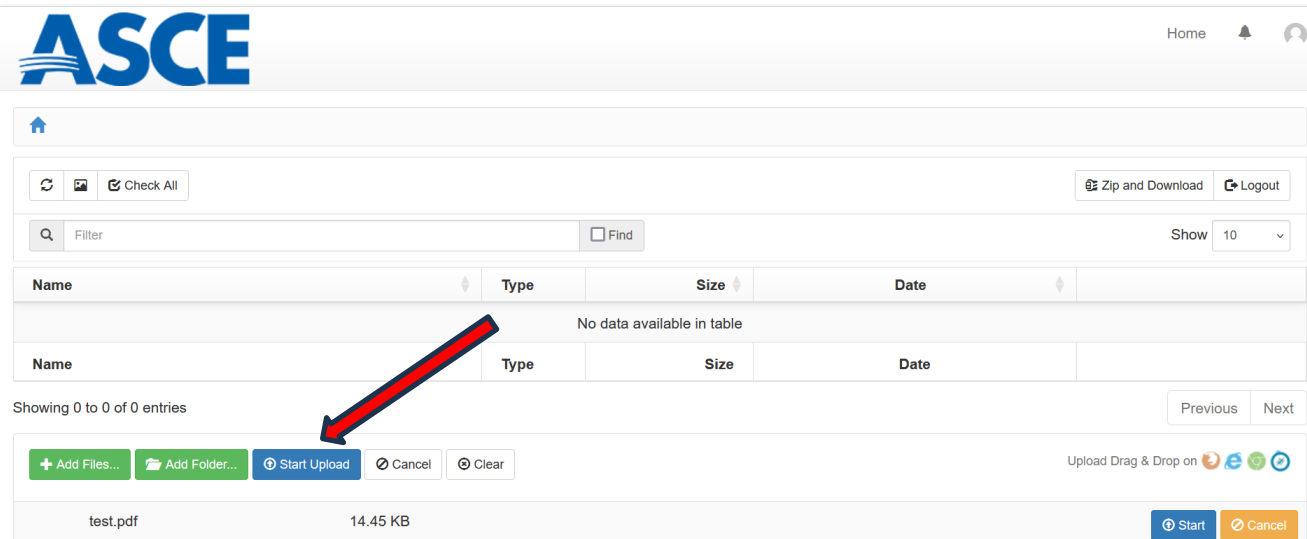 ASCE
Home
Check All
Zip and Download Logout
Filter Find Show 10
Name Type Size Date
No data available in table
Name Type Size Date
Showing 0 to 0 of 0 entries
Previous Next
Add Files... Add Folder... Start Upload Cancel Clear Upload Drag & Drop on
test.pdf 14.45 KB Start Cancel